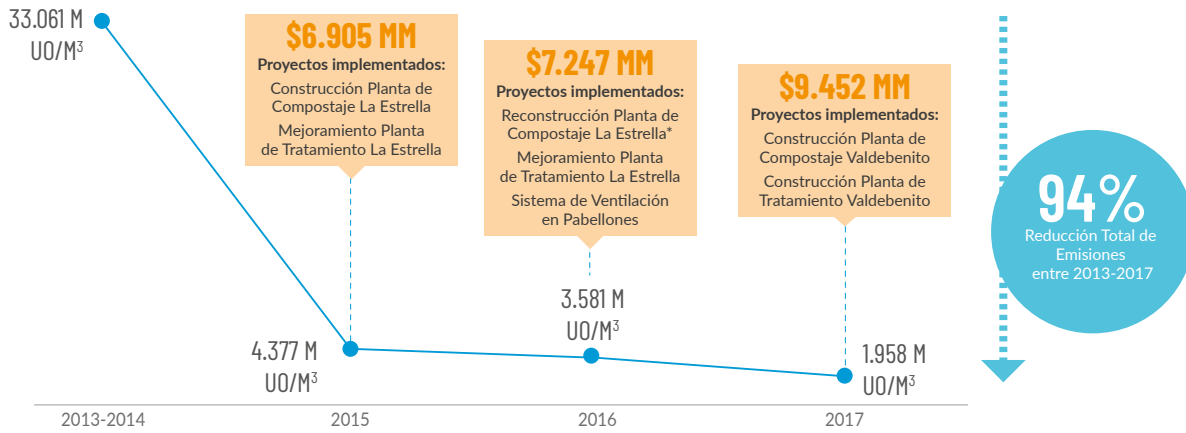 33.061 M
UO/M³
$6.905 MM
Proyectos implementados:
Construcción Planta de
Compostaje La Estrella
Mejoramiento Planta
de Tratamiento La Estrella
$7.247 MM
Proyectos implementados:
Reconstrucción Planta de
Compostaje La Estrella*
Mejoramiento Planta
de Tratamiento La Estrella
Sistema de Ventilación
en Pabellones
$9.452 MM
Proyectos implementados:
Construcción Planta de
Compostaje Valdebenito
Construcción Planta de
Tratamiento Valdebenito
94%
Reducción Total de
Emisiones
entre 2013-2017
4.377 M
UO/M³
3.581 M
UO/M³
1.958 M
UO/M³
2013-2014
2015
2016
2017